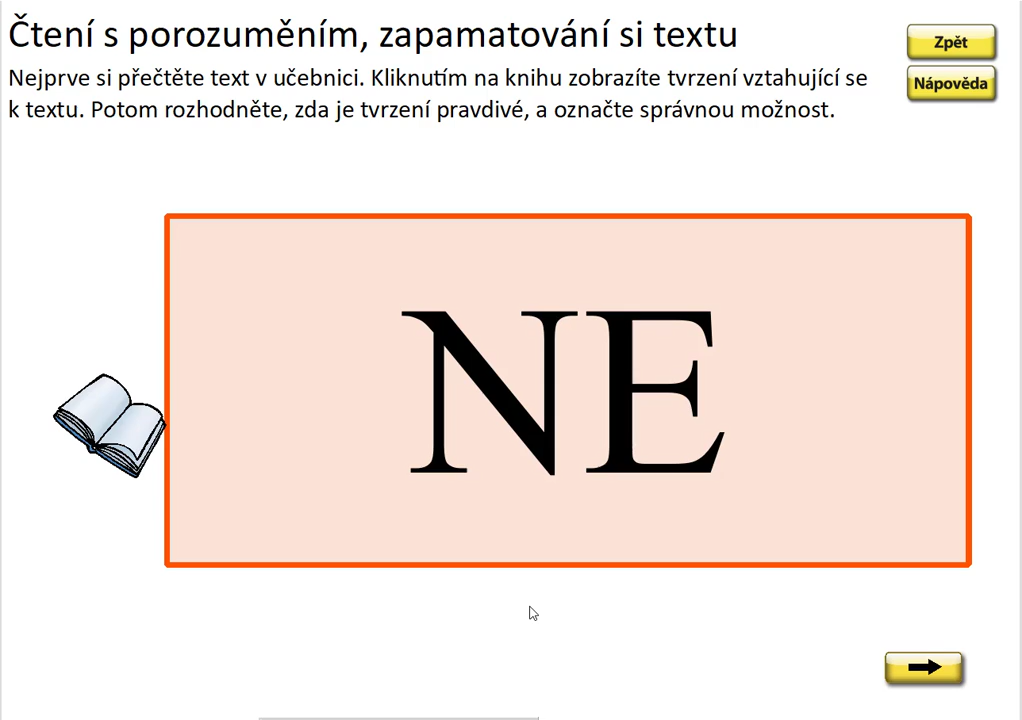 Čtení s porozuměním, zapamatování si textu
Zpět
Nejprve si přečtěte text v učebnici. Kliknutím na knihu zobrazíte tvrzení vztahující se
Nápověda
k textu. Potom rozhodněte, zda je tvrzení pravdivé, a označte správnou možnost.
NE